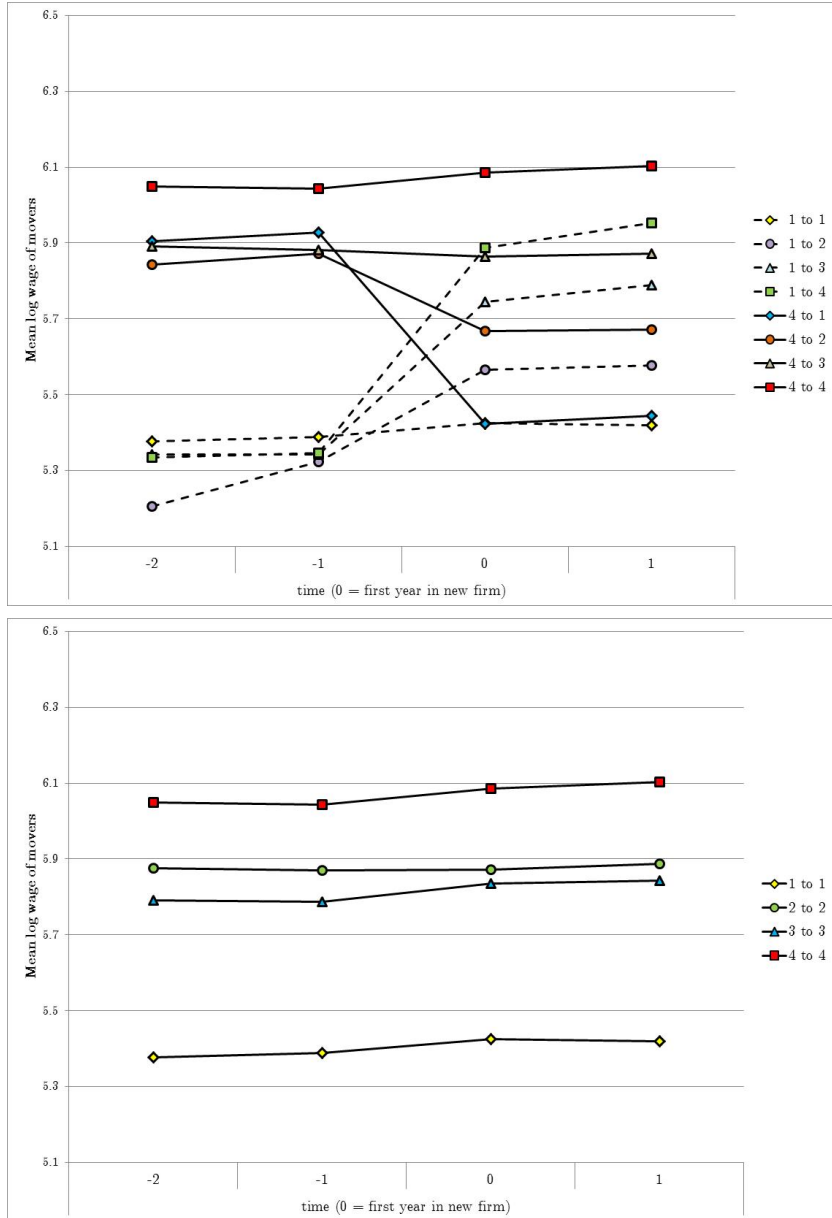 6.5
6.3
6.1
5.9
5.7
5.5
5.3
5.1
Mean log wage of movers
-2 -1 0 1
time (0 = first year in new firm)
1 to 1
1 to 2
1 to 3
1 to 4
4 to 1
4 to 2
4 to 3
4 to 4
6.5
6.3
6.1
5.9
5.7
5.5
5.3
5.1
Mean log wage of movers
-2 -1 0 1
time (0 = first year in new firm)
1 to 1
2 to 2
3 to 3
4 to 4